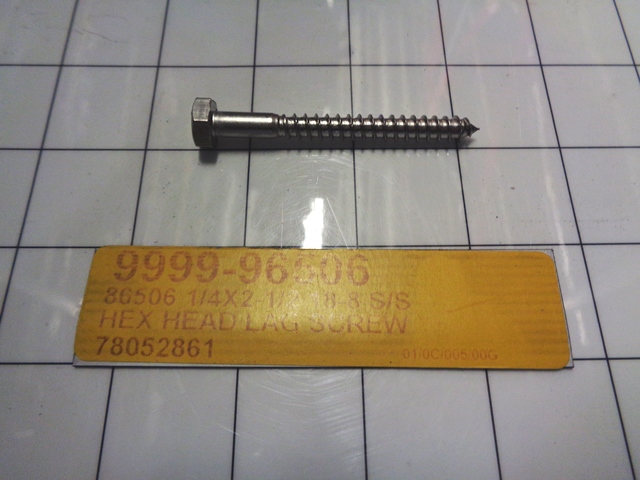 9999-96506
86506 1/4X2-1/2 18-8 S/S
HEX HEAD LAG SCREW
78052861
01/0C/005/00G